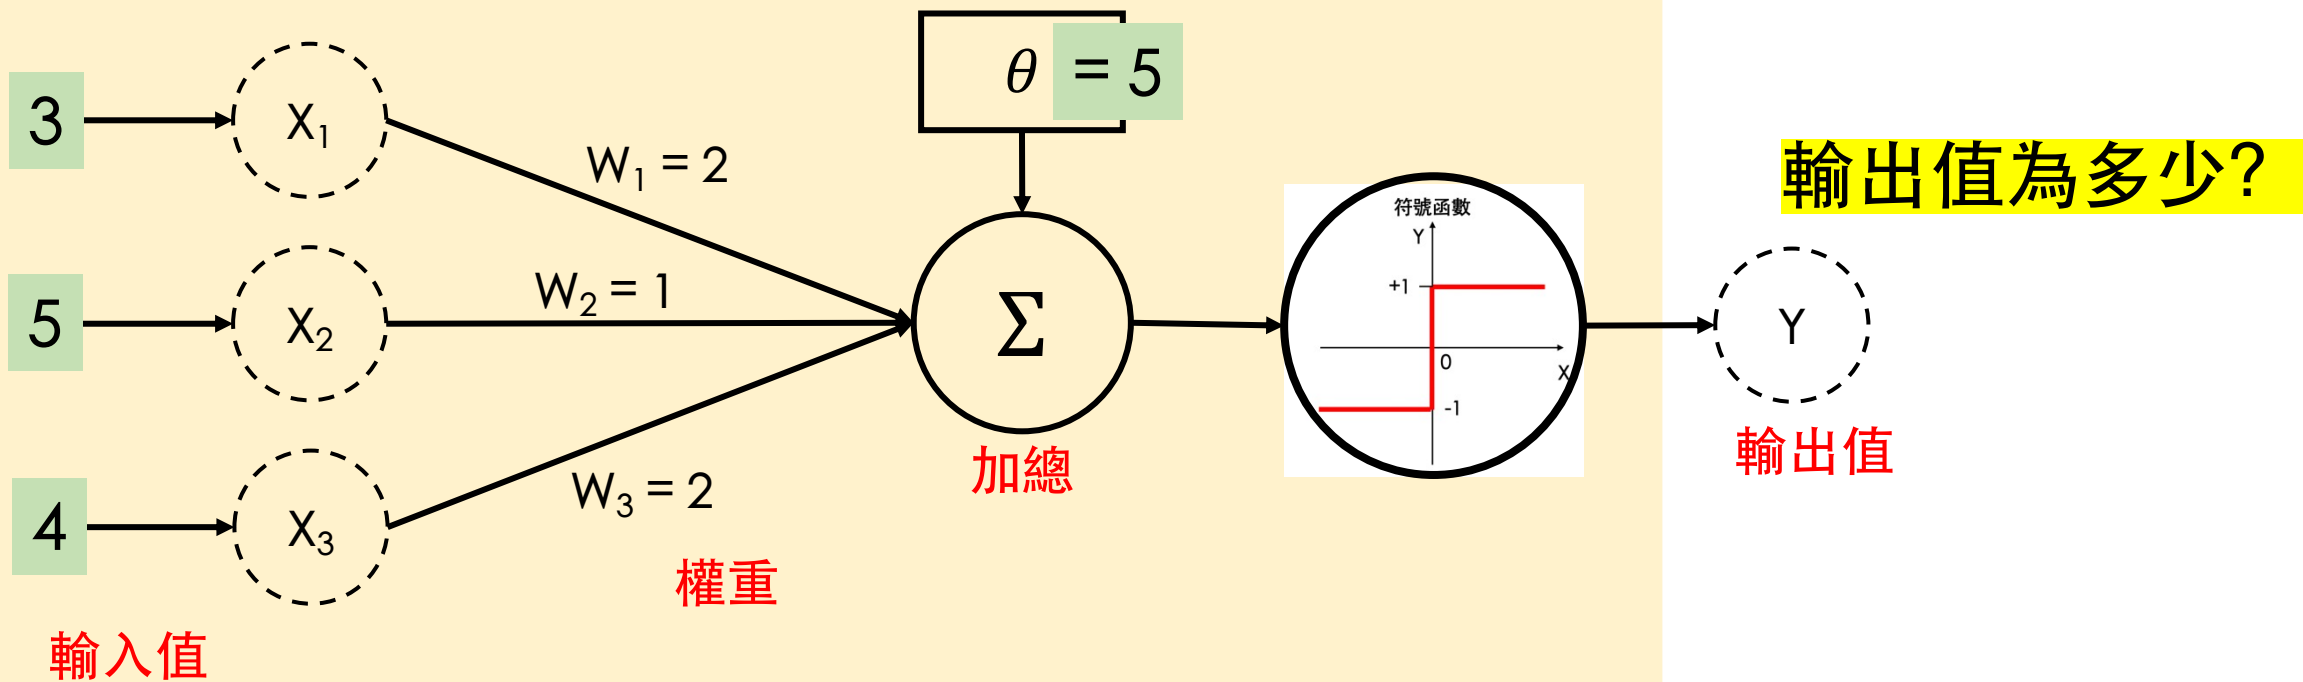 θ = 5
3
X1
W1 = 2
輸出值為多少?
符號函數
Y
+1
0
X
-1
5
X2
W2 = 1
Σ
Y
加總
輸出值
4
X3
W3 = 2
權重
輸入值